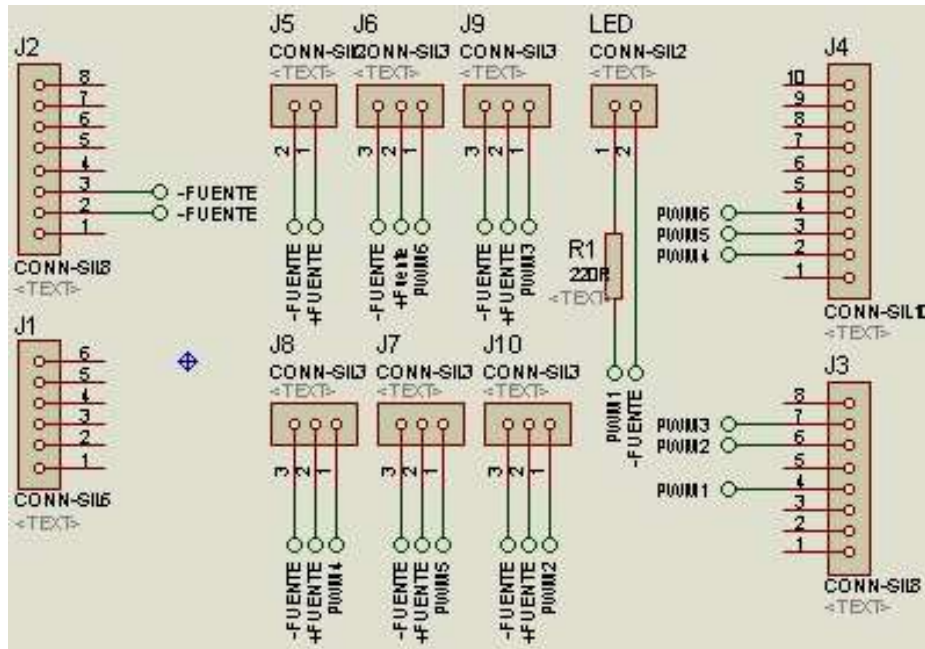 J2
8
7
6
5
4
3
2
1
-FUENTE
-FUENTE
CONN-SIL8
<TEXT>
J1
6
5
4
3
2
1
CONN-SIL6
<TEXT>
J5
<TEXT>
2
1
-FUENTE
+FUENTE
J6
CONN-SIL3
<TEXT>
3
2
1
-FUENTE
+Fuente
PWM6
J9
CONN-SIL3
<TEXT>
3
2
1
-FUENTE
+FUENTE
PWM3
LED
CONN-SIL2
<TEXT>
1
2
R1
220R
<TEXT>
PWM1
-FUENTE
J8
CONN-SIL3
<TEXT>
3
2
1
-FUENTE
+FUENTE
PWM4
J7
CONN-SIL3
<TEXT>
3
2
1
-FUENTE
+FUENTE
PWM5
J10
CONN-SIL3
<TEXT>
3
2
1
-FUENTE
+FUENTE
PWM2
J4
10
9
8
7
6
5
4
3
2
1
PWM6
PWM5
PWM4
CONN-SIL10
<TEXT>
J3
8
7
6
5
4
3
2
1
PWM3
PWM2
PWM1
CONN-SIL8
<TEXT>